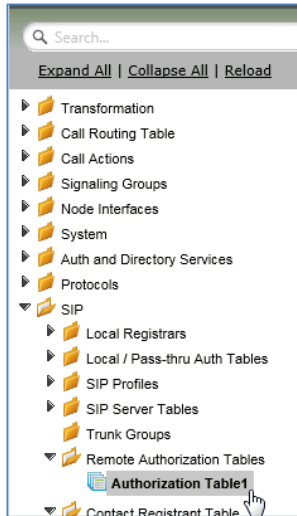 Search...
Expand All | Collapse All | Reload
Transformation
Call Routing Table
Call Actions
Signaling Groups
Node Interfaces
System
Auth and Directory Services
Protocols
SIP
Local Registrars
Local / Pass-thru Auth Tables
SIP Profiles
SIP Server Tables
Trunk Groups
Remote Authorization Tables
Authorization Table1
Contact Registrant Table